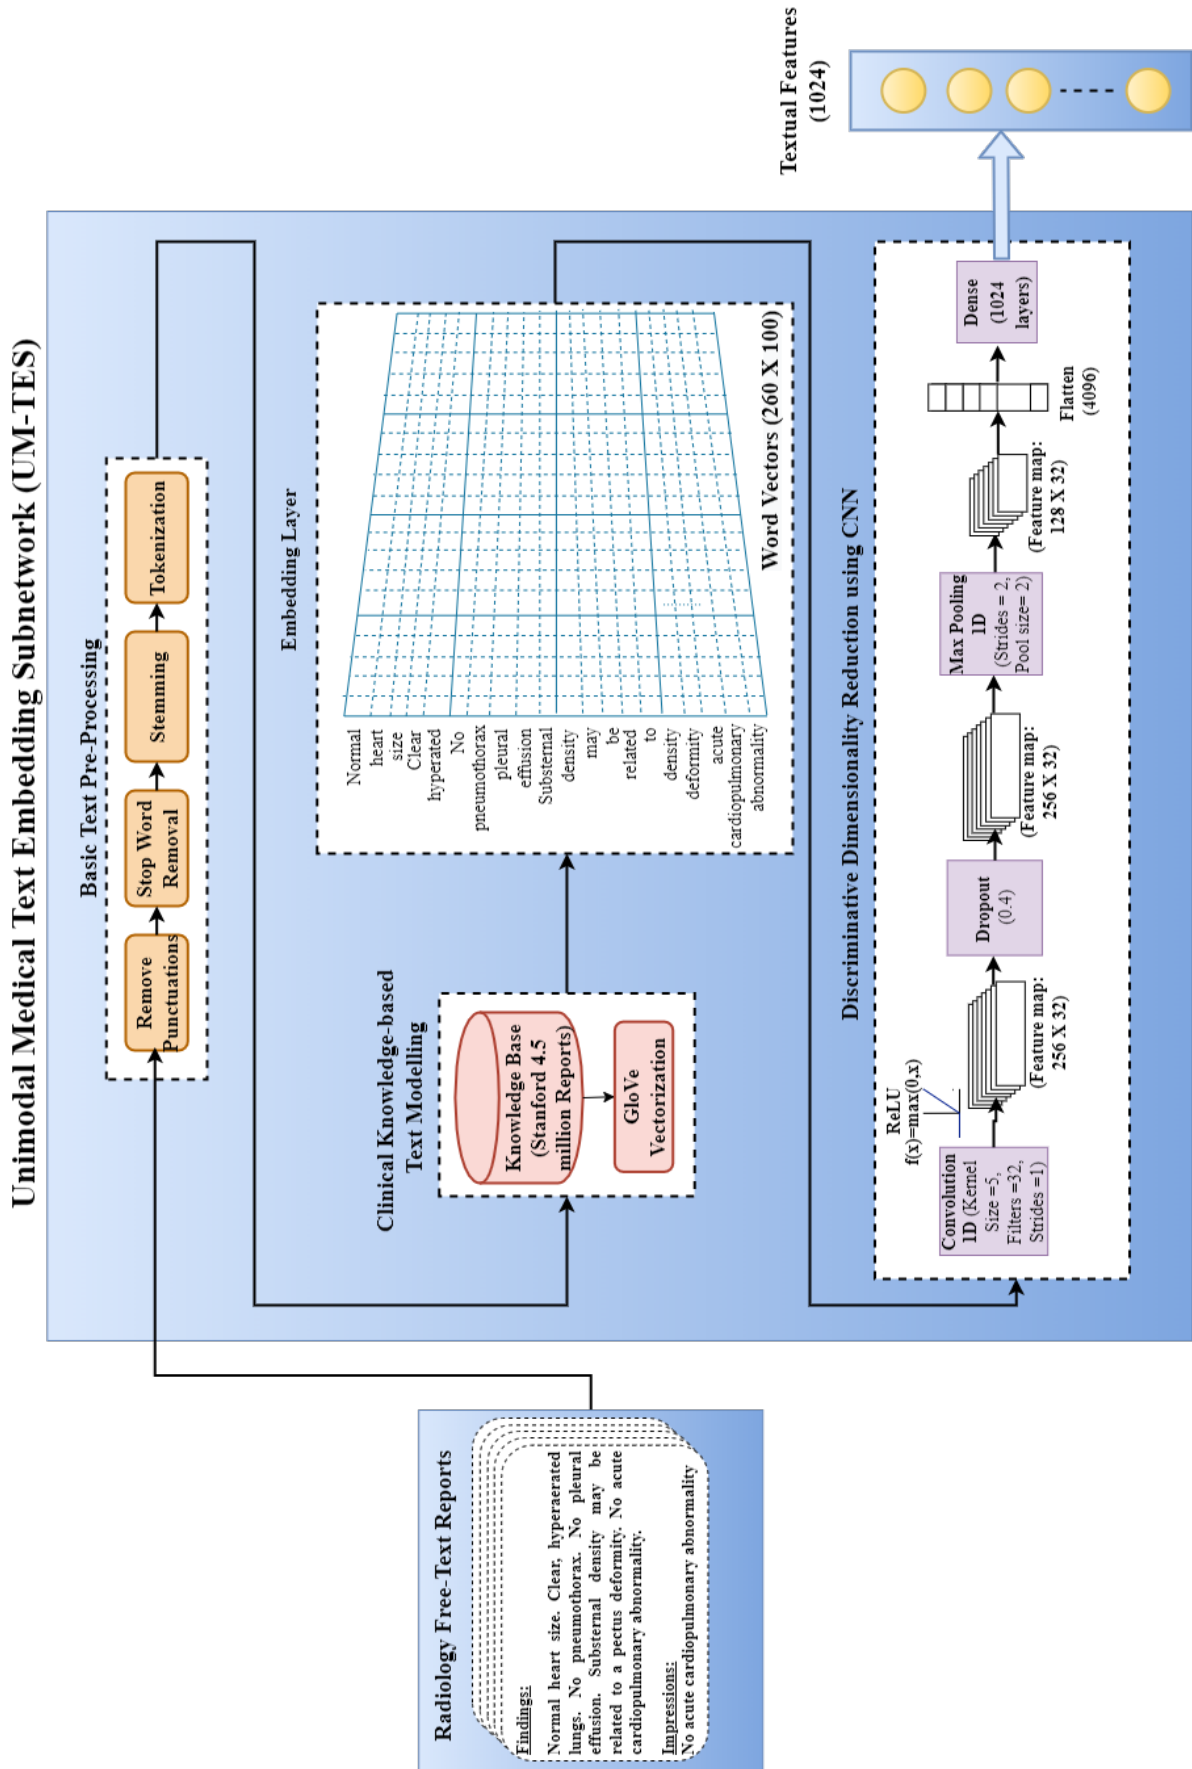 Unimodal Medical Text Embedding Subnetwork (UM-TES)
Radiology Free-Text Reports
Findings:
Normal heart size. Clear, hyperaerated
lungs. No pneumothorax. No pleural
effusion. Substernal density may be
related to a pectus deformity. No acute
cardiopulmonary abnormality.
Impressions:
No acute cardiopulmonary abnormality
Basic Text Pre-Processing
Remove
Punctuations
Stop Word
Removal
Stemming
Tokenization
Clinical Knowledge-based
Text Modelling
Knowledge Base
(Stanford 4.5
million Reports)
GloVe
Vectorization
Embedding Layer
Normal
heart
size
Clear
hyperated
No
pneumothorax
pleural
effusion
Substernal
density
may
be
related
to
density
deformity
acute
cardiopulmonary
abnormality
...........
Word Vectors (260 X 100)
Discriminative Dimensionality Reduction using CNN
Convolution
1D (Kernel
Size =5,
Filters =32,
Strides =1)
ReLU
f(x)=max(0,x)
(Feature map:
256 X 32)
Dropout
(0.4)
(Feature map:
256 X 32)
Max Pooling
1D
(Strides = 2,
Pool size= 2)
(Feature map:
128 X 32)
Flatten
(4096)
Dense
(1024
layers)
Textual Features
(1024)